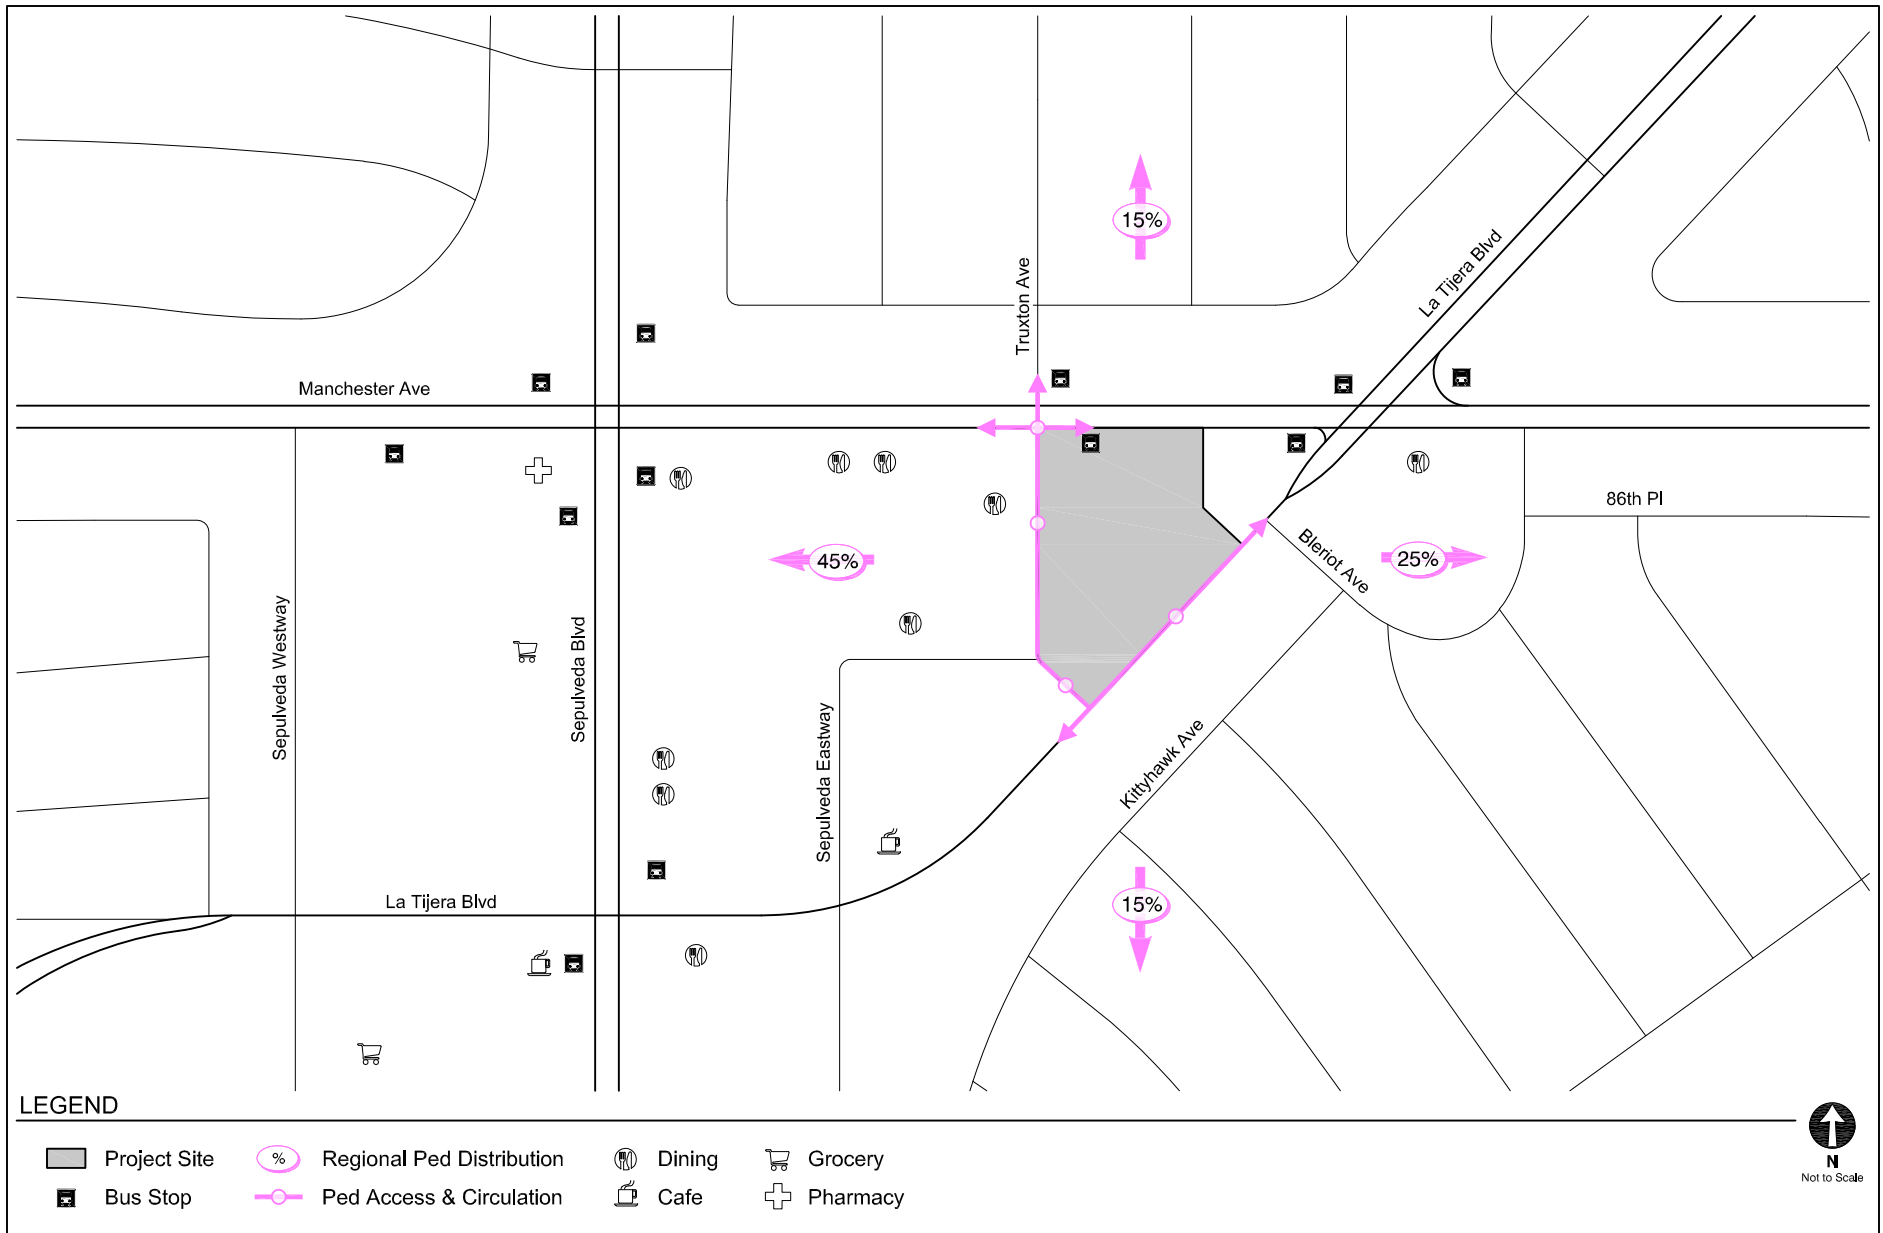 15%
La Tijera Blvd
Truxton Ave
Manchester Ave
86th Pl
Bleriot Ave
45%
25%
Sepulveda Westway
Sepulveda Blvd
Sepulveda Eastway
Kittyhawk Ave
La Tijera Blvd
15%
LEGEND
Project Site
% Regional Ped Distribution
Dining
Grocery
Bus Stop
Ped Access & Circulation
Cafe
Pharmacy
N
Not to Scale